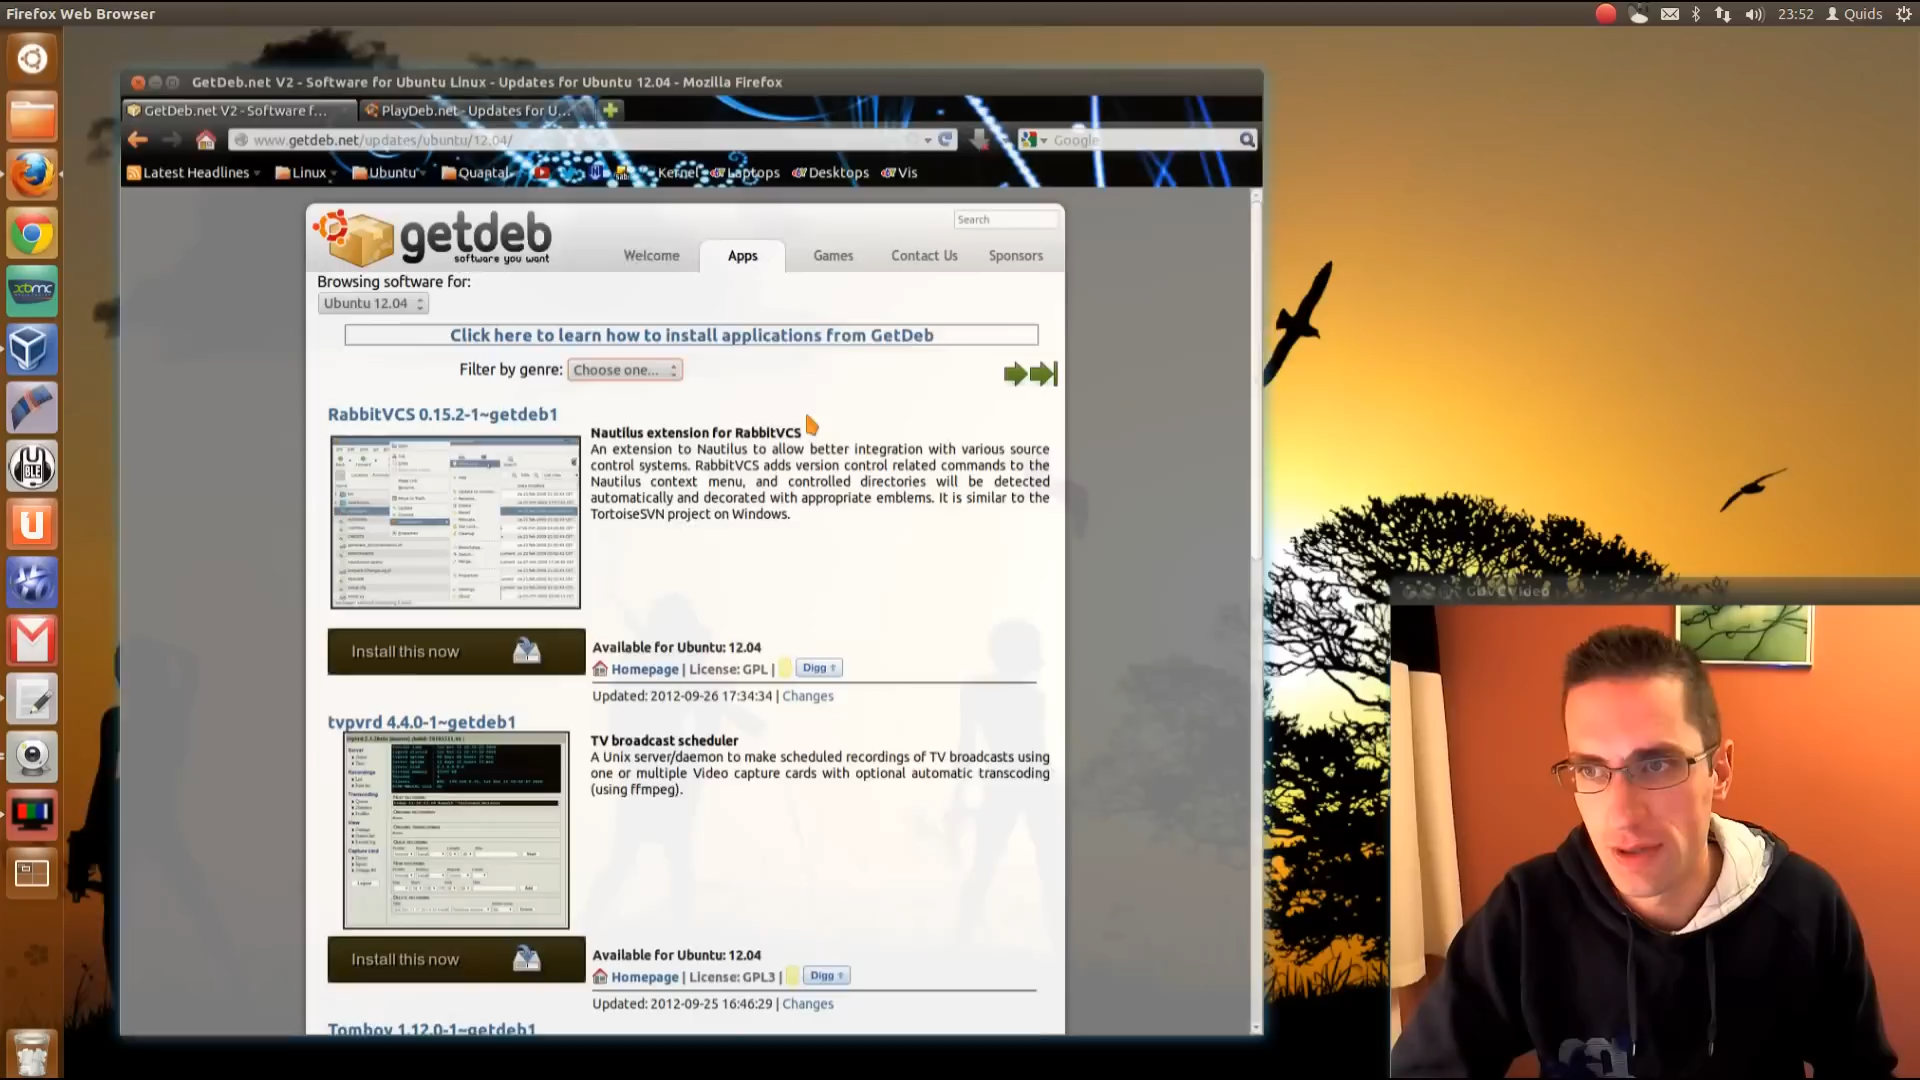 Firefox Web Browser
23:52 Quids
GetDeb.net V2 - Software for Ubuntu Linux - Updates for Ubuntu 12.04 - Mozilla Firefox
GetDeb.net V2 - Software f...
PlayDeb.net - Updates for U...
www.getdeb.net/updates/ubuntu/12.04/
Google
Latest Headlines Linux Ubuntu Quantal Kernel Laptops Desktops Vis
getdeb
software you want
Search
Welcome Apps Games Contact Us Sponsors
Browsing software for:
Ubuntu 12.04
Click here to learn how to install applications from GetDeb
Filter by genre: Choose one...
RabbitVCS 0.15.2-1~getdeb1
Nautilus extension for RabbitVCS
An extension to Nautilus to allow better integration with various source
control systems. RabbitVCS adds version control related commands to the
Nautilus context menu, and controlled directories will be detected
automatically and decorated with appropriate emblems. It is similar to the
TortoiseSVN project on Windows.
Install this now
Available for Ubuntu: 12.04
Homepage | License: GPL | Digg
Updated: 2012-09-26 17:34:34 | Changes
tvpvrd 4.4.0-1~getdeb1
TV broadcast scheduler
A Unix server/daemon to make scheduled recordings of TV broadcasts using
one or multiple Video capture cards with optional automatic transcoding
(using ffmpeg).
Install this now
Available for Ubuntu: 12.04
Homepage | License: GPL3 | Digg
Updated: 2012-09-25 16:46:29 | Changes
Tomboy 1.12.0-1~getdeb1
xbmc
BLE
GUVCVideo